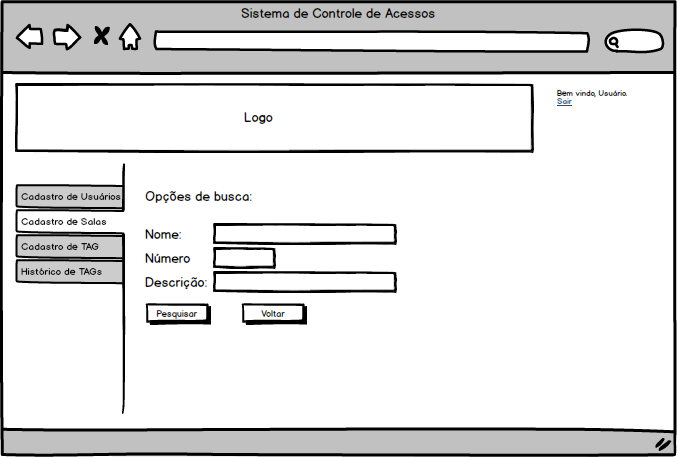 Sistema de Controle de Acessos
Bem vindo, Usuário.
Sair
Logo
Cadastro de Usuários
Cadastro de Salas
Cadastro de TAG
Histórico de TAGs
Opções de busca:
Nome:
Número
Descrição:
Pesquisar
Voltar